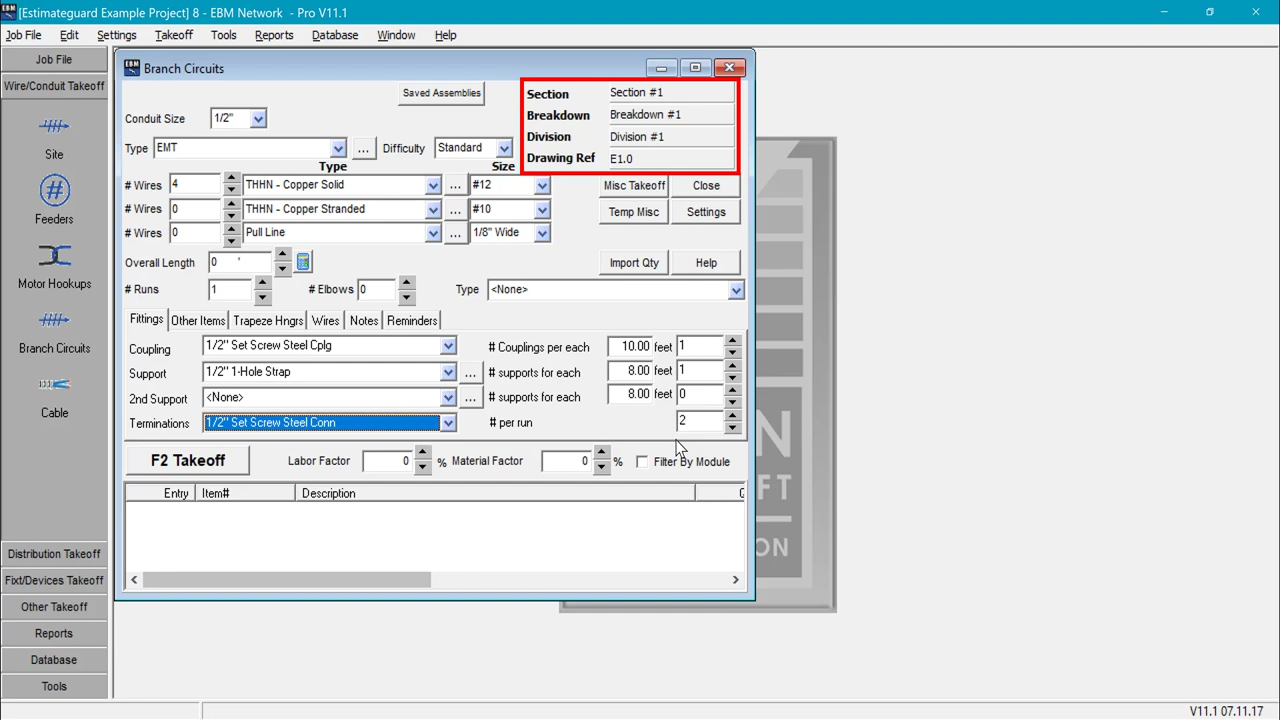 EBM [Estimateguard Example Project] 8 - EBM Network - Pro V11.1
Job File Edit Settings Takeoff Tools Reports Database Window Help
Job File
Wire/Conduit Takeoff
Site
Feeders
Motor Hookups
Branch Circuits
Cable
Distribution Takeoff
Fixt/Devices Takeoff
Other Takeoff
Reports
Database
Tools
EBM Branch Circuits
Saved Assemblies
Section Section #1
Breakdown Breakdown #1
Division Division #1
Drawing Ref E1.0
Conduit Size 1/2"
Type EMT ... Difficulty Standard
Type Size
# Wires 4 THHN - Copper Solid ... #12 Misc Takeoff Close
# Wires 0 THHN - Copper Stranded ... #10 Temp Misc Settings
# Wires 0 Pull Line ... 1/8" Wide
Overall Length 0 ' Import Qty Help
# Runs 1 # Elbows 0 Type <None>
Fittings Other Items Trapeze Hngrs Wires Notes Reminders
Coupling 1/2" Set Screw Steel Cplg # Couplings per each 10.00 feet 1
Support 1/2" 1-Hole Strap ... # supports for each 8.00 feet 1
2nd Support <None> ... # supports for each 8.00 feet 0
Terminations 1/2" Set Screw Steel Conn # per run 2
F2 Takeoff Labor Factor 0 % Material Factor 0 % Filter By Module
Entry Item# Description
N
FT
ON
V11.1 07.11.17